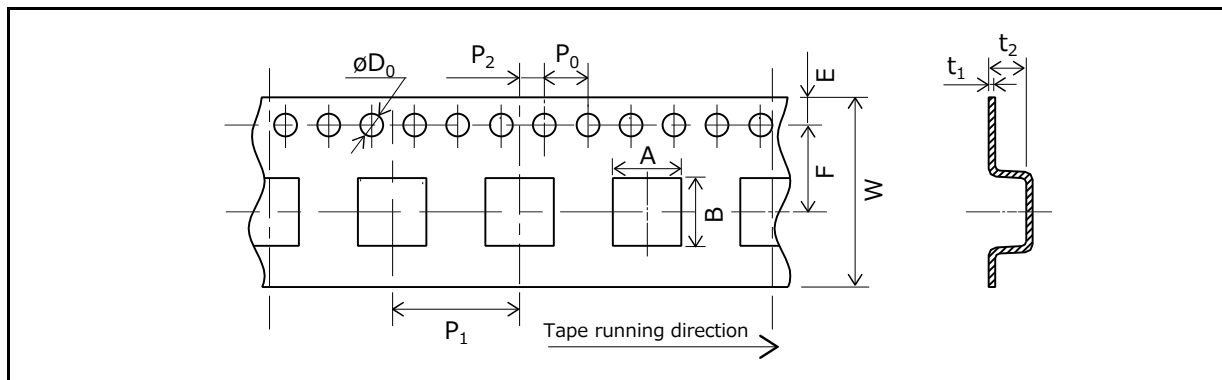 P₂
P₀
øD₀
E
t₂
t₁
A
F
W
B
P₁
Tape running direction